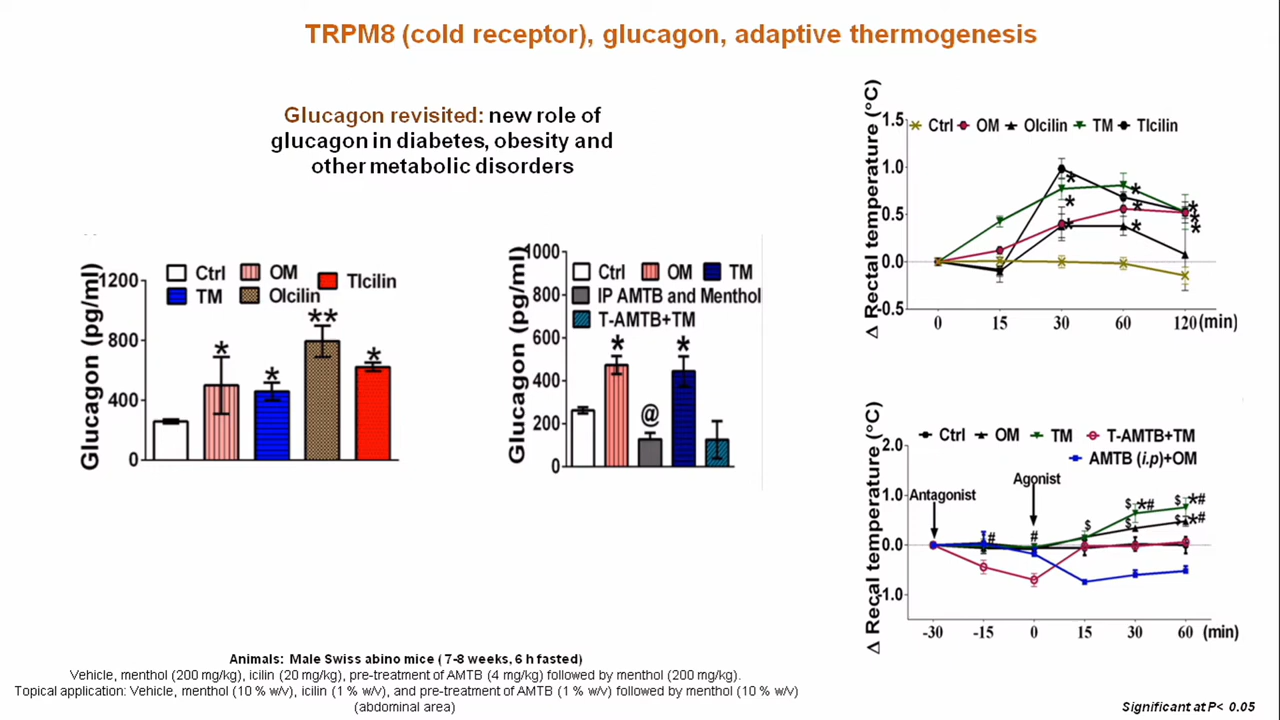 TRPM8 (cold receptor), glucagon, adaptive thermogenesis
Glucagon revisited: new role of
glucagon in diabetes, obesity and
other metabolic disorders
Glucagon (pg/ml)
1200
800
400
0
Ctrl
OM
TIcilin
TM
OIcilin
*
*
**
*
Glucagon (pg/ml)
1000
800
600
400
200
0
Ctrl
OM
TM
IP AMTB and Menthol
T-AMTB+TM
*
@
*
Δ Rectal temperature (°C)
1.5
1.0
0.5
0.0
-0.5
Ctrl
OM
OIcilin
TM
TIcilin
*
*
*
*
*
*
*
*
*
0
15
30
60
120 (min)
Δ Recal temperature (°C)
2.0
1.0
0.0
-1.0
Ctrl
OM
TM
T-AMTB+TM
AMTB (i.p)+OM
Antagonist
Agonist
#
#
$
$*#
$
$*#
$*#
-30
-15
0
15
30
60
(min)
Animals: Male Swiss abino mice (7-8 weeks, 6 h fasted)
Vehicle, menthol (200 mg/kg), icilin (20 mg/kg), pre-treatment of AMTB (4 mg/kg) followed by menthol (200 mg/kg).
Topical application: Vehicle, menthol (10 % w/v), icilin (1 % w/v), and pre-treatment of AMTB (1 % w/v) followed by menthol (10 % w/v)
(abdominal area)
Significant at P< 0.05